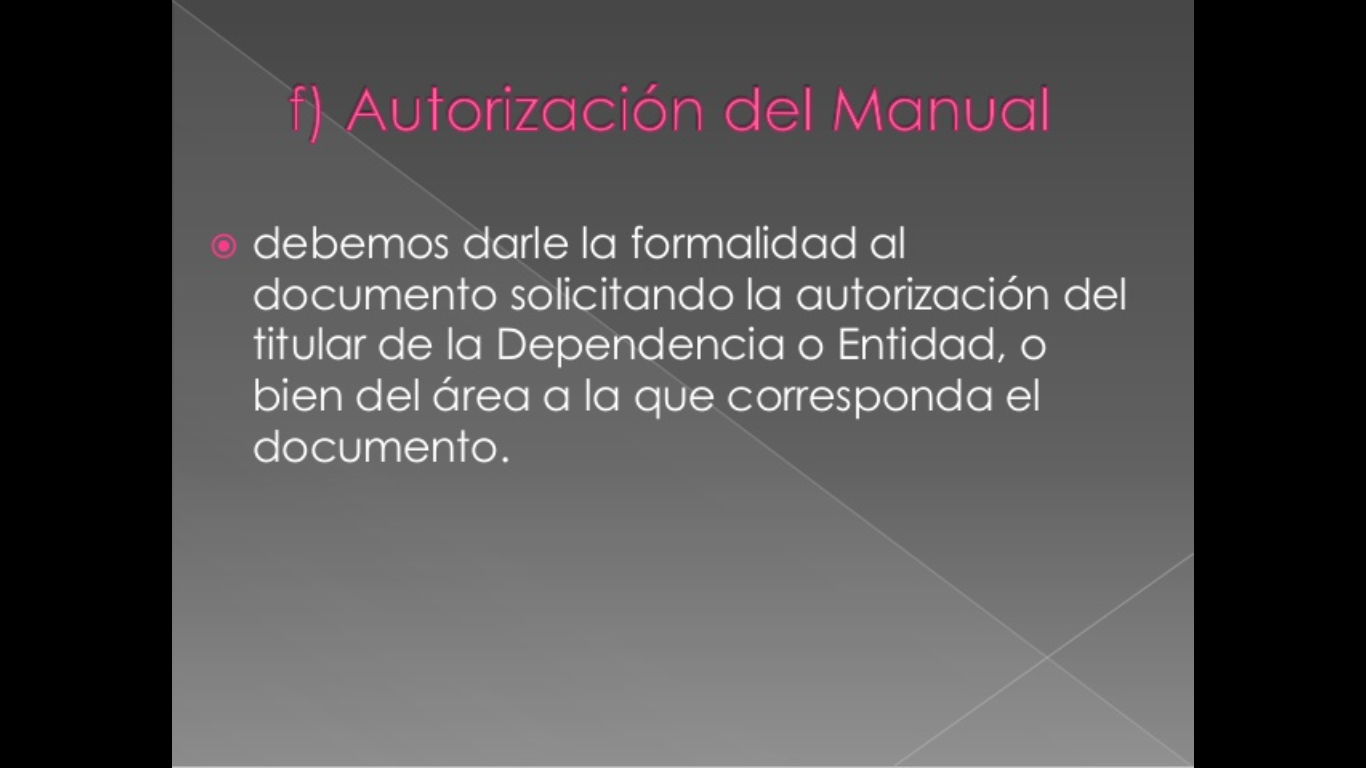 f) Autorización del Manual
debemos darle la formalidad al
documento solicitando la autorización del
titular de la Dependencia o Entidad, o
bien del área a la que corresponda el
documento.